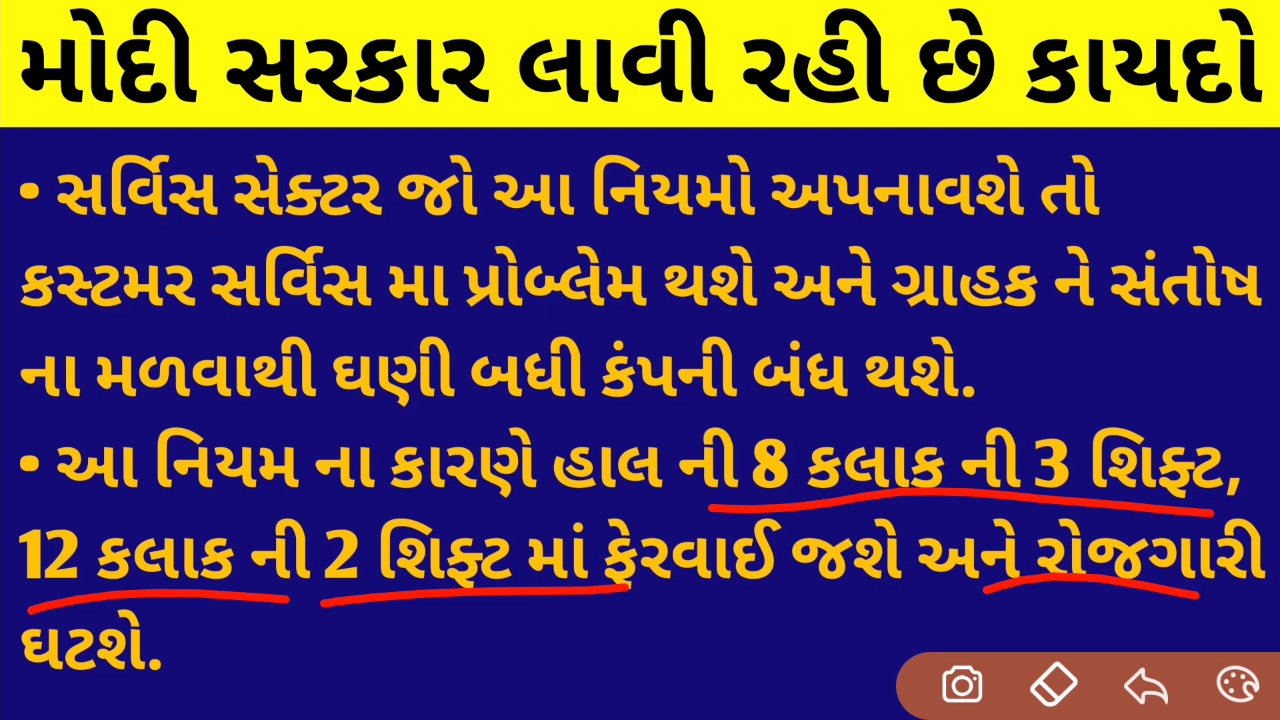 મોદી સરકાર લાવી રહી છે કાયદો
• સર્વિસ સેક્ટર જો આ નિયમો અપનાવશે તો
કસ્ટમર સર્વિસ મા પ્રોબ્લેમ થશે અને ગ્રાહક ને સંતોષ
ના મળવાથી ઘણી બધી કંપની બંધ થશે.
• આ નિયમ ના કારણે હાલ ની 8 કલાક ની 3 શિફ્ટ,
12 કલાક ની 2 શિફ્ટ માં ફેરવાઈ જશે અને રોજગારી
ઘટશે.